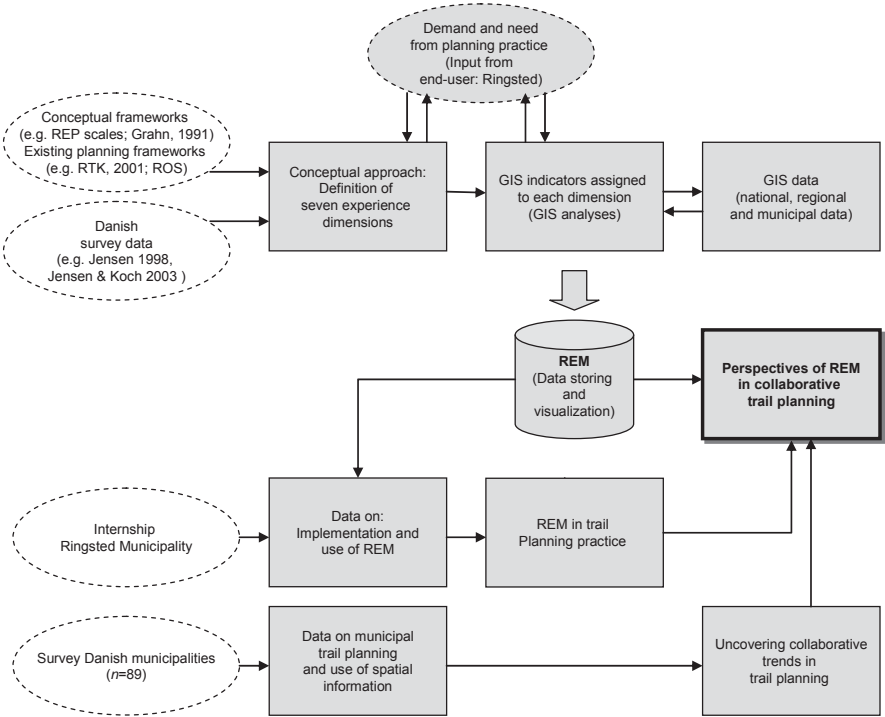 Demand and need
from planning practice
(Input from
end-user: Ringsted)
Conceptual frameworks
(e.g. REP scales; Grahn, 1991)
Existing planning frameworks
(e.g. RTK, 2001; ROS)
Danish
survey data
(e.g. Jensen 1998,
Jensen & Koch 2003 )
Conceptual approach:
Definition of
seven experience
dimensions
GIS indicators assigned
to each dimension
(GIS analyses)
GIS data
(national, regional
and municipal data)
REM
(Data storing
and
visualization)
Perspectives of REM
in collaborative
trail planning
Internship
Ringsted Municipality
Data on:
Implementation and
use of REM
REM in trail
Planning practice
Survey Danish municipalities
(n=89)
Data on municipal
trail planning
and use of spatial
information
Uncovering collaborative
trends in
trail planning